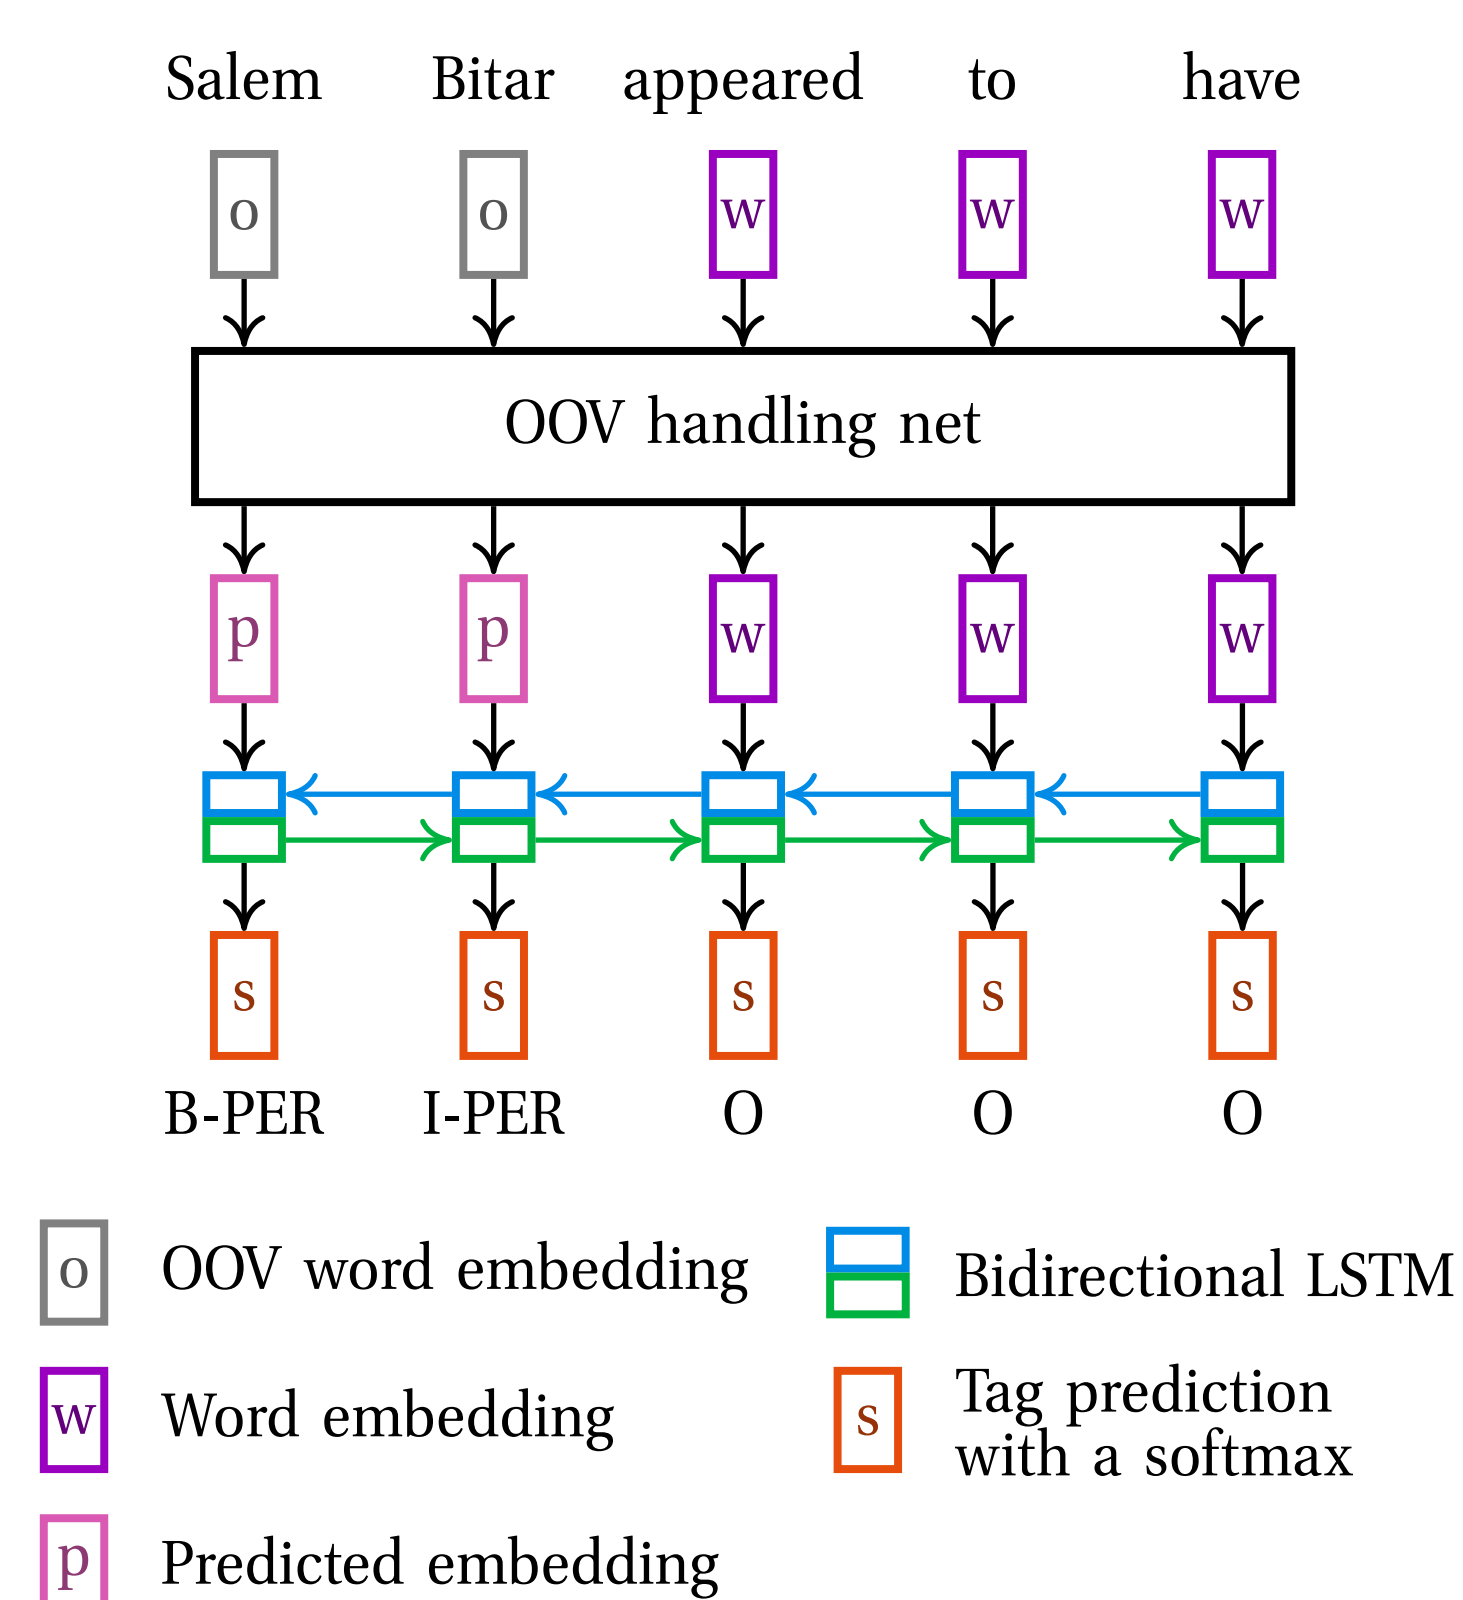 Salem Bitar appeared to have
o o w w w
OOV handling net
p p w w w
s s s s s
B-PER I-PER O O O
o OOV word embedding
Bidirectional LSTM
w Word embedding
s Tag prediction
with a softmax
p Predicted embedding